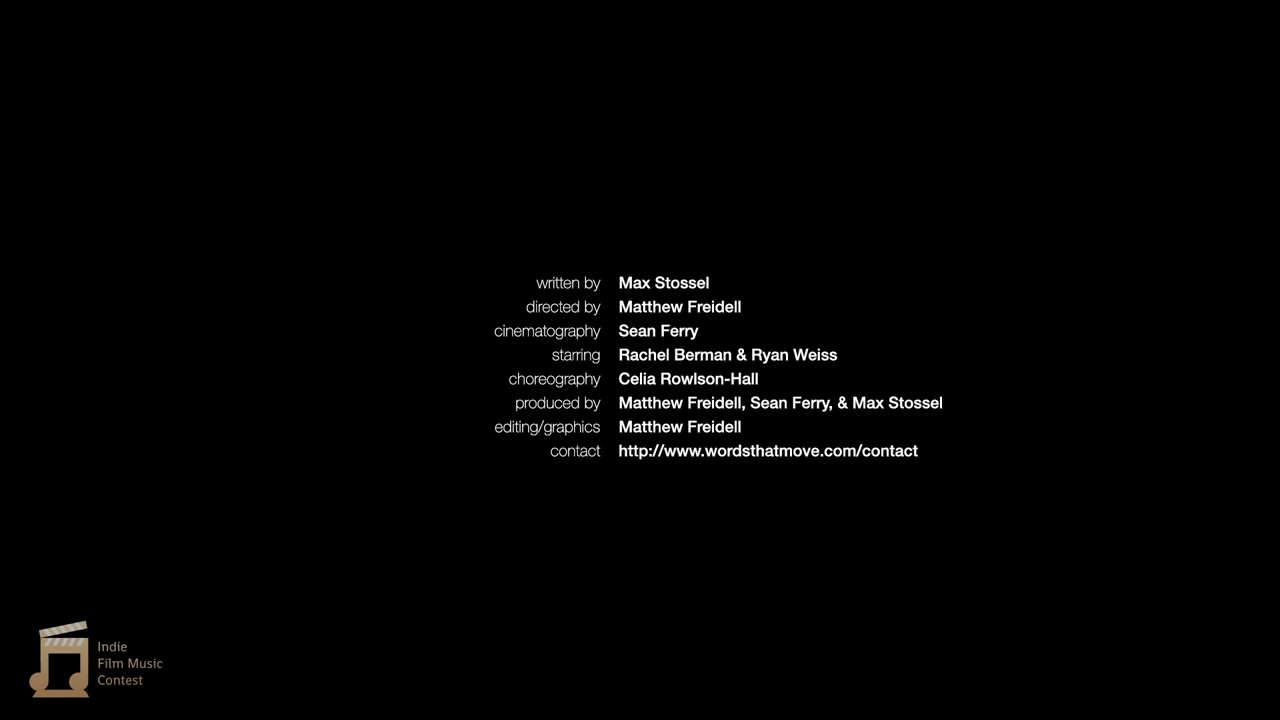 written by Max Stossel
directed by Matthew Freidell
cinematography Sean Ferry
starring Rachel Berman & Ryan Weiss
choreography Celia Rowlson-Hall
produced by Matthew Freidell, Sean Ferry, & Max Stossel
editing/graphics Matthew Freidell
contact http://www.wordsthatmove.com/contact
Indie
Film Music
Contest